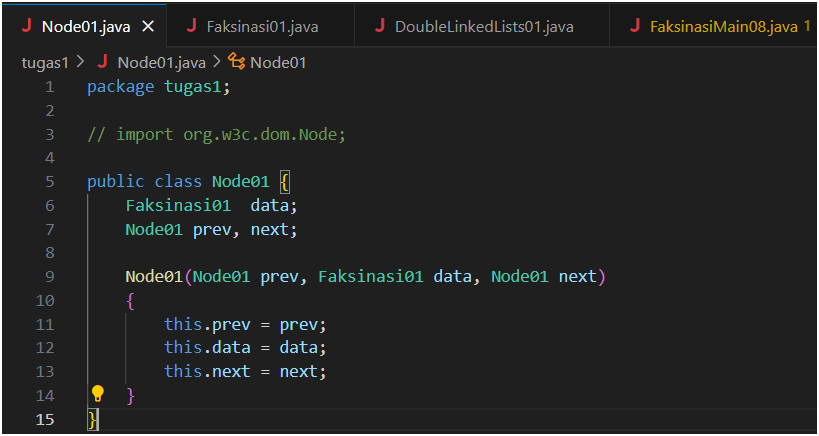 Node01.java
Faksinasi01.java
DoubleLinkedLists01.java
FaksinasiMain08.java 1
tugas1 > Node01.java > Node01
1 package tugas1;
2
3 // import org.w3c.dom.Node;
4
5 public class Node01 {
6     Faksinasi01  data;
7     Node01 prev, next;
8
9     Node01(Node01 prev, Faksinasi01 data, Node01 next)
10     {
11         this.prev = prev;
12         this.data = data;
13         this.next = next;
14     }
15 }